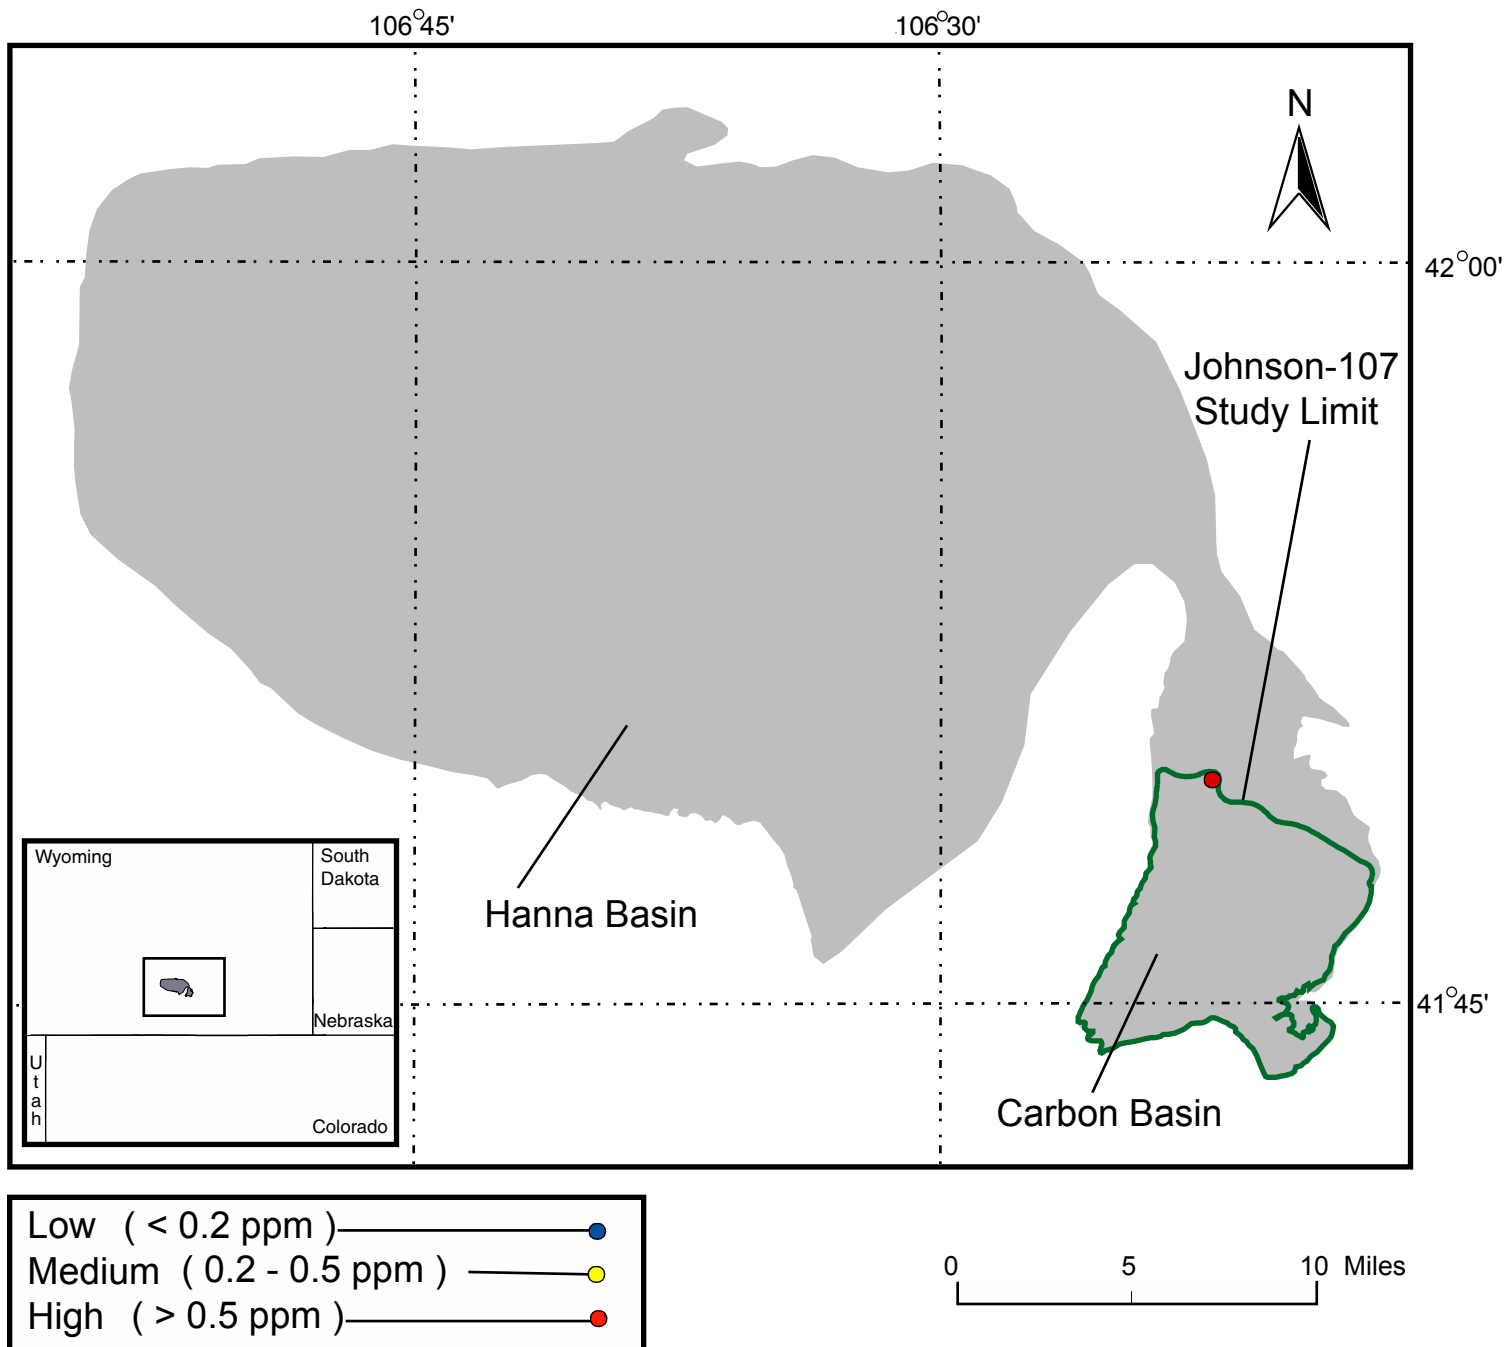 106°45'
106°30'
N
42°00'
Johnson-107
Study Limit
Hanna Basin
41°45'
Carbon Basin
Wyoming
South
Dakota
Nebraska
U
t
a
h
Colorado
Low ( < 0.2 ppm )
Medium ( 0.2 - 0.5 ppm )
High ( > 0.5 ppm )
0 5 10 Miles